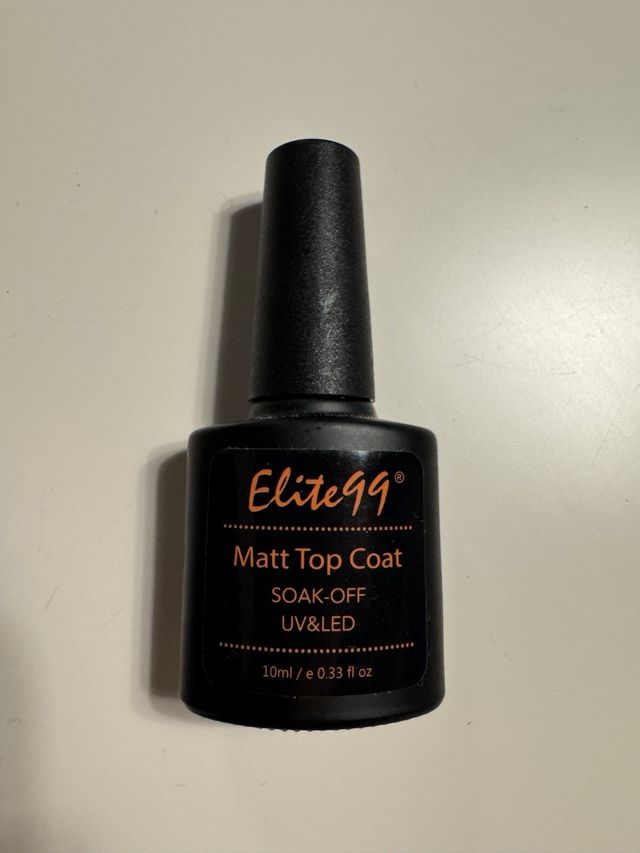 Elite99®
Matt Top Coat
SOAK-OFF
UV&LED
10ml / e 0.33 fl oz